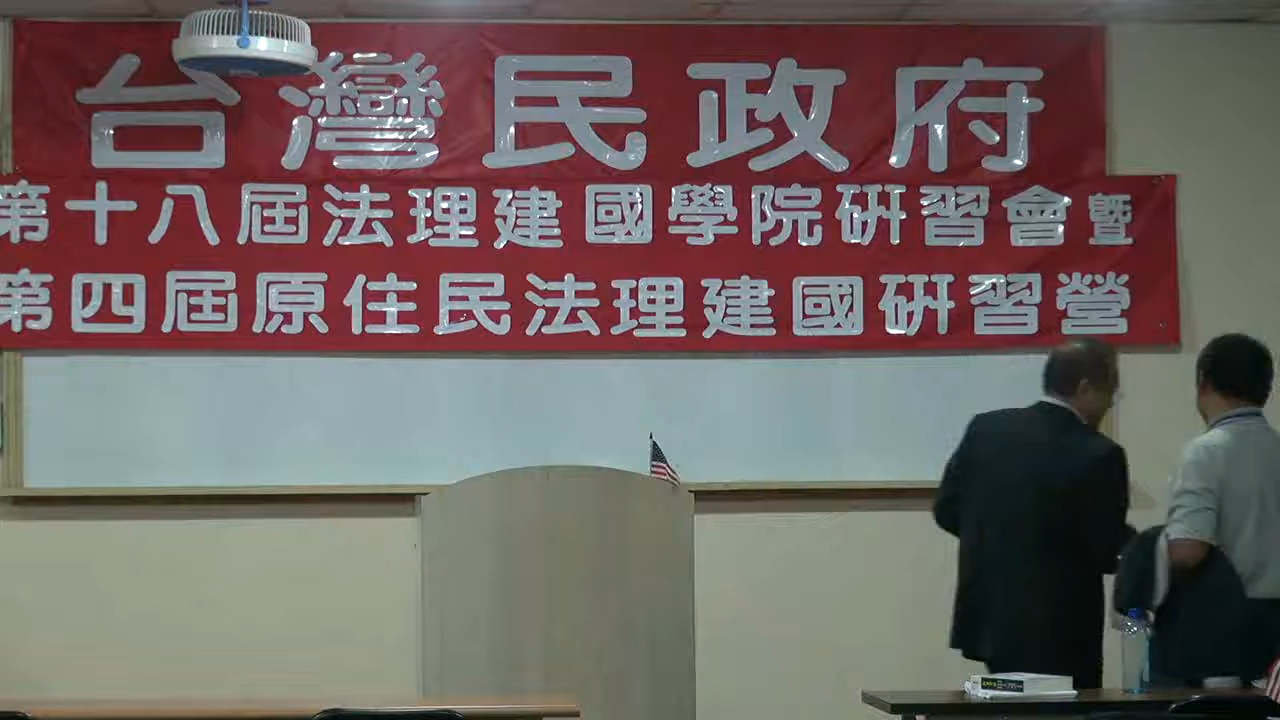 台灣民政府
第十八屆法理建國學院研習會暨
第四屆原住民法理建國研習營